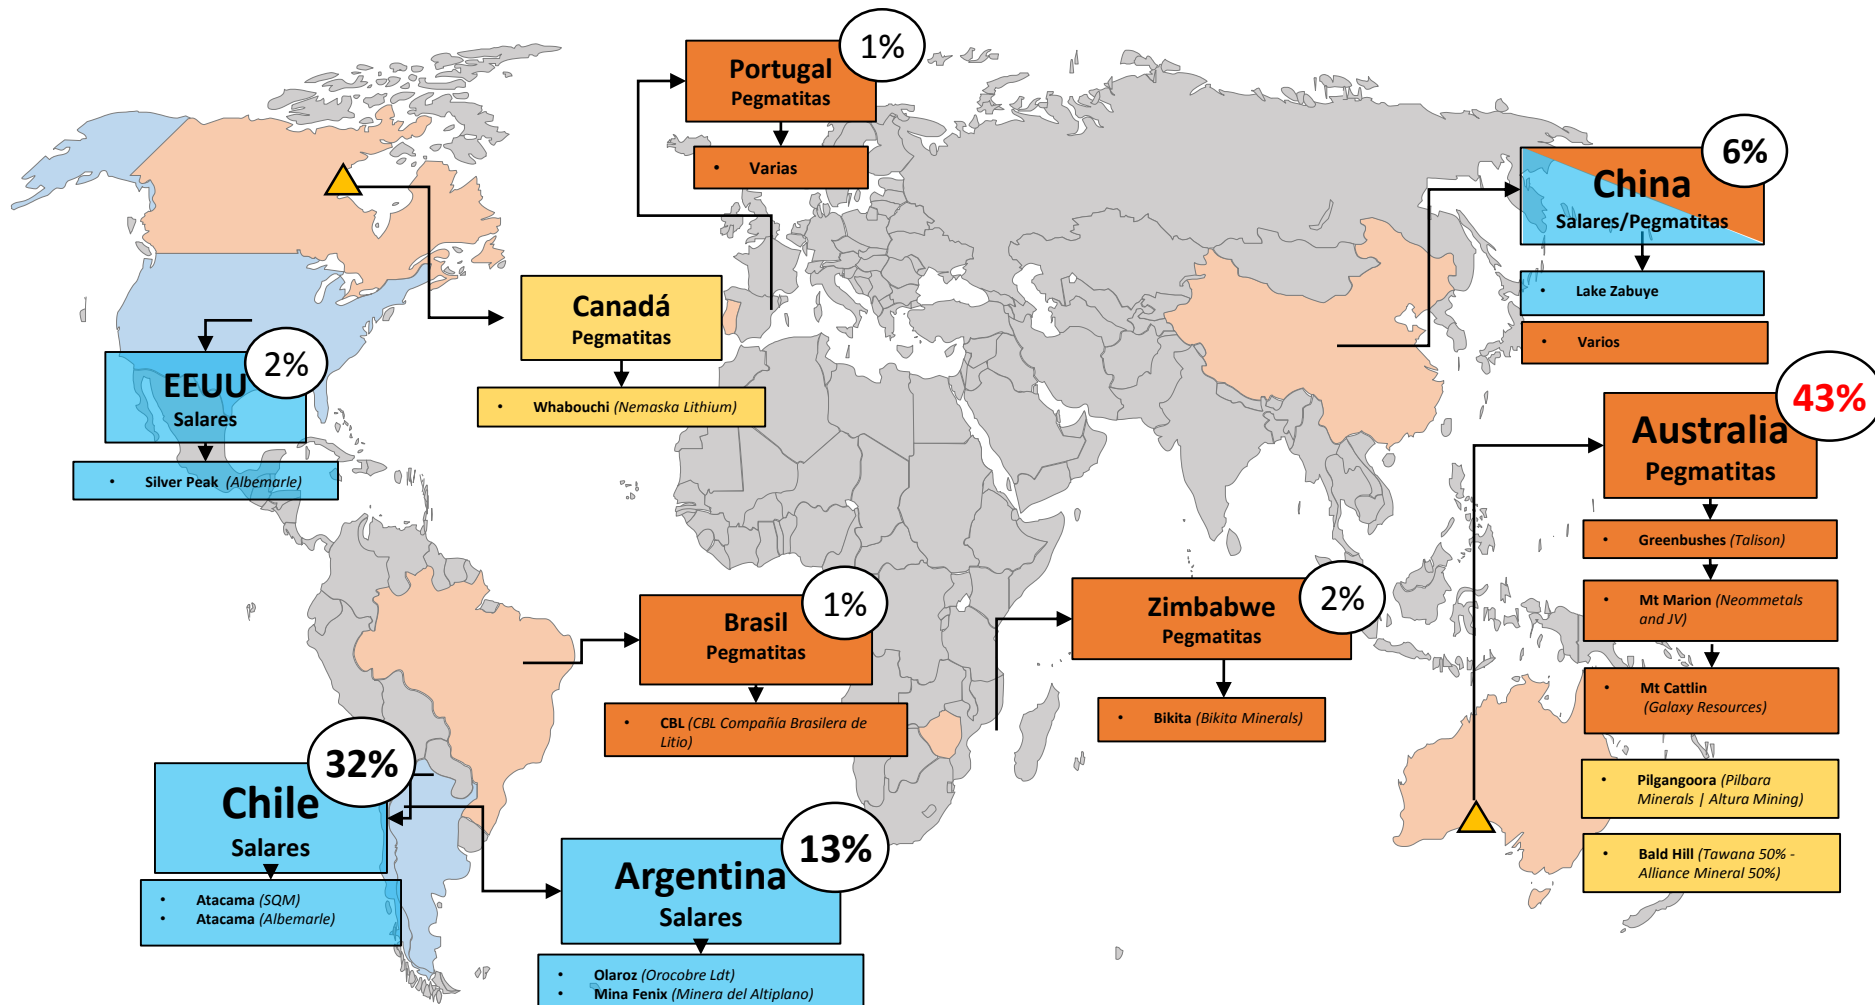 Portugal
Pegmatitas
1%
• Varias
China
Salares/Pegmatitas
6%
• Lake Zabuye
• Varios
Canadá
Pegmatitas
• Whabouchi (Nemaska Lithium)
EEUU
Salares
2%
• Silver Peak (Albemarle)
Australia
Pegmatitas
43%
• Greenbushes (Talison)
• Mt Marion (Neommetals
and JV)
• Mt Cattlin
(Galaxy Resources)
• Pilgangoora (Pilbara
Minerals | Altura Mining)
• Bald Hill (Tawana 50% -
Alliance Mineral 50%)
Brasil
Pegmatitas
1%
• CBL (CBL Compañía Brasilera de
Litio)
Zimbabwe
Pegmatitas
2%
• Bikita (Bikita Minerals)
Chile
Salares
32%
• Atacama (SQM)
• Atacama (Albemarle)
Argentina
Salares
13%
• Olaroz (Orocobre Ldt)
• Mina Fenix (Minera del Altiplano)